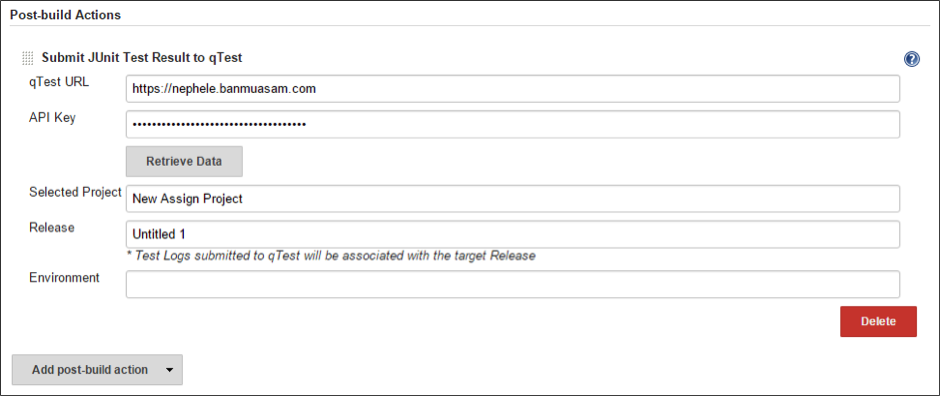 Post-build Actions
Submit JUnit Test Result to qTest
?
qTest URL
https://nephele.banmuasam.com
API Key
••••••••••••••••••••••••••••••••••••
Retrieve Data
Selected Project
New Assign Project
Release
Untitled 1
* Test Logs submitted to qTest will be associated with the target Release
Environment
Delete
Add post-build action